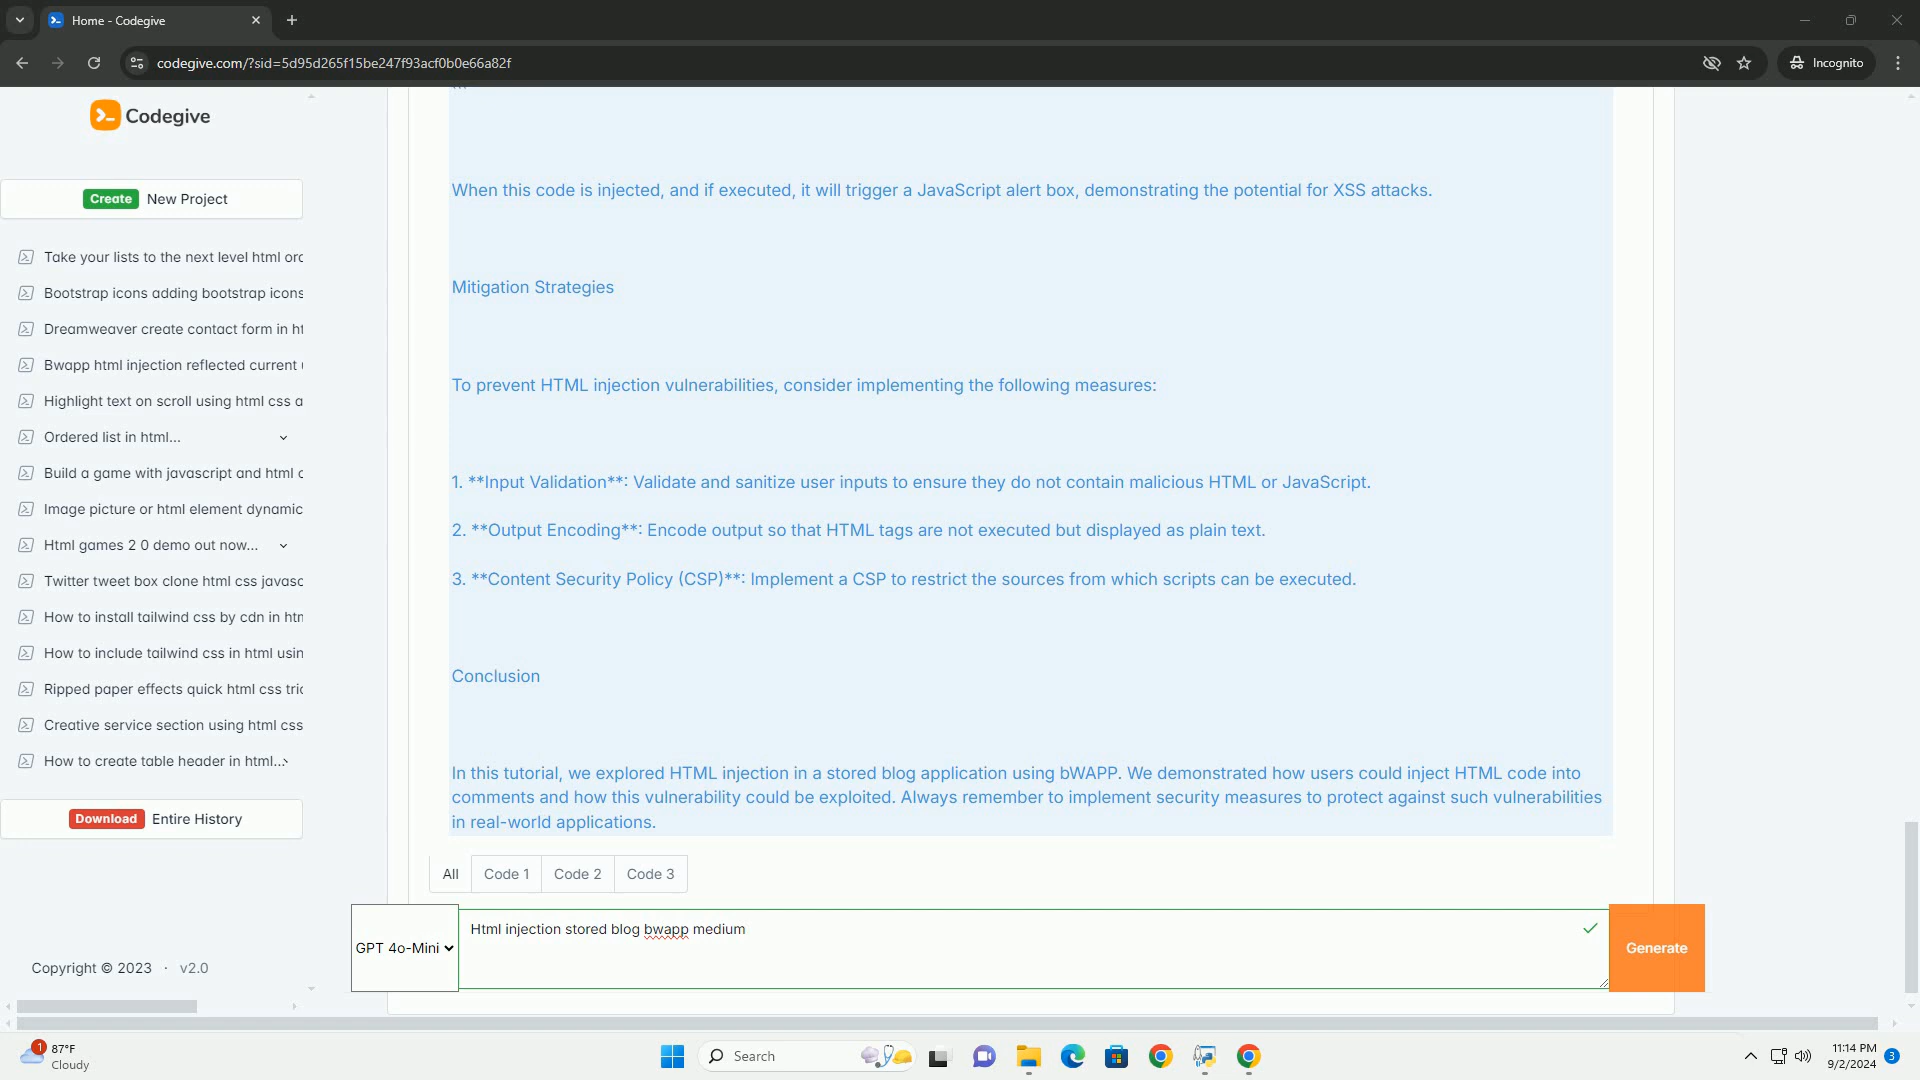 Home - Codegive
codegive.com/?sid=5d95d265f15be247f93acf0b0e66a82f
Incognito
Codegive
Create New Project
Take your lists to the next level html orc
Bootstrap icons adding bootstrap icons
Dreamweaver create contact form in ht
Bwapp html injection reflected current
Highlight text on scroll using html css a
Ordered list in html...
Build a game with javascript and html c
Image picture or html element dynamic
Html games 2 0 demo out now...
Twitter tweet box clone html css javasc
How to install tailwind css by cdn in htn
How to include tailwind css in html usin
Ripped paper effects quick html css tric
Creative service section using html css
How to create table header in html...
Download Entire History
Copyright © 2023 · v2.0
When this code is injected, and if executed, it will trigger a JavaScript alert box, demonstrating the potential for XSS attacks.
Mitigation Strategies
To prevent HTML injection vulnerabilities, consider implementing the following measures:
1. **Input Validation**: Validate and sanitize user inputs to ensure they do not contain malicious HTML or JavaScript.
2. **Output Encoding**: Encode output so that HTML tags are not executed but displayed as plain text.
3. **Content Security Policy (CSP)**: Implement a CSP to restrict the sources from which scripts can be executed.
Conclusion
In this tutorial, we explored HTML injection in a stored blog application using bWAPP. We demonstrated how users could inject HTML code into
comments and how this vulnerability could be exploited. Always remember to implement security measures to protect against such vulnerabilities
in real-world applications.
All Code 1 Code 2 Code 3
GPT 4o-Mini
Html injection stored blog bwapp medium
Generate
1
87°F
Cloudy
Search
11:14 PM
9/2/2024
3